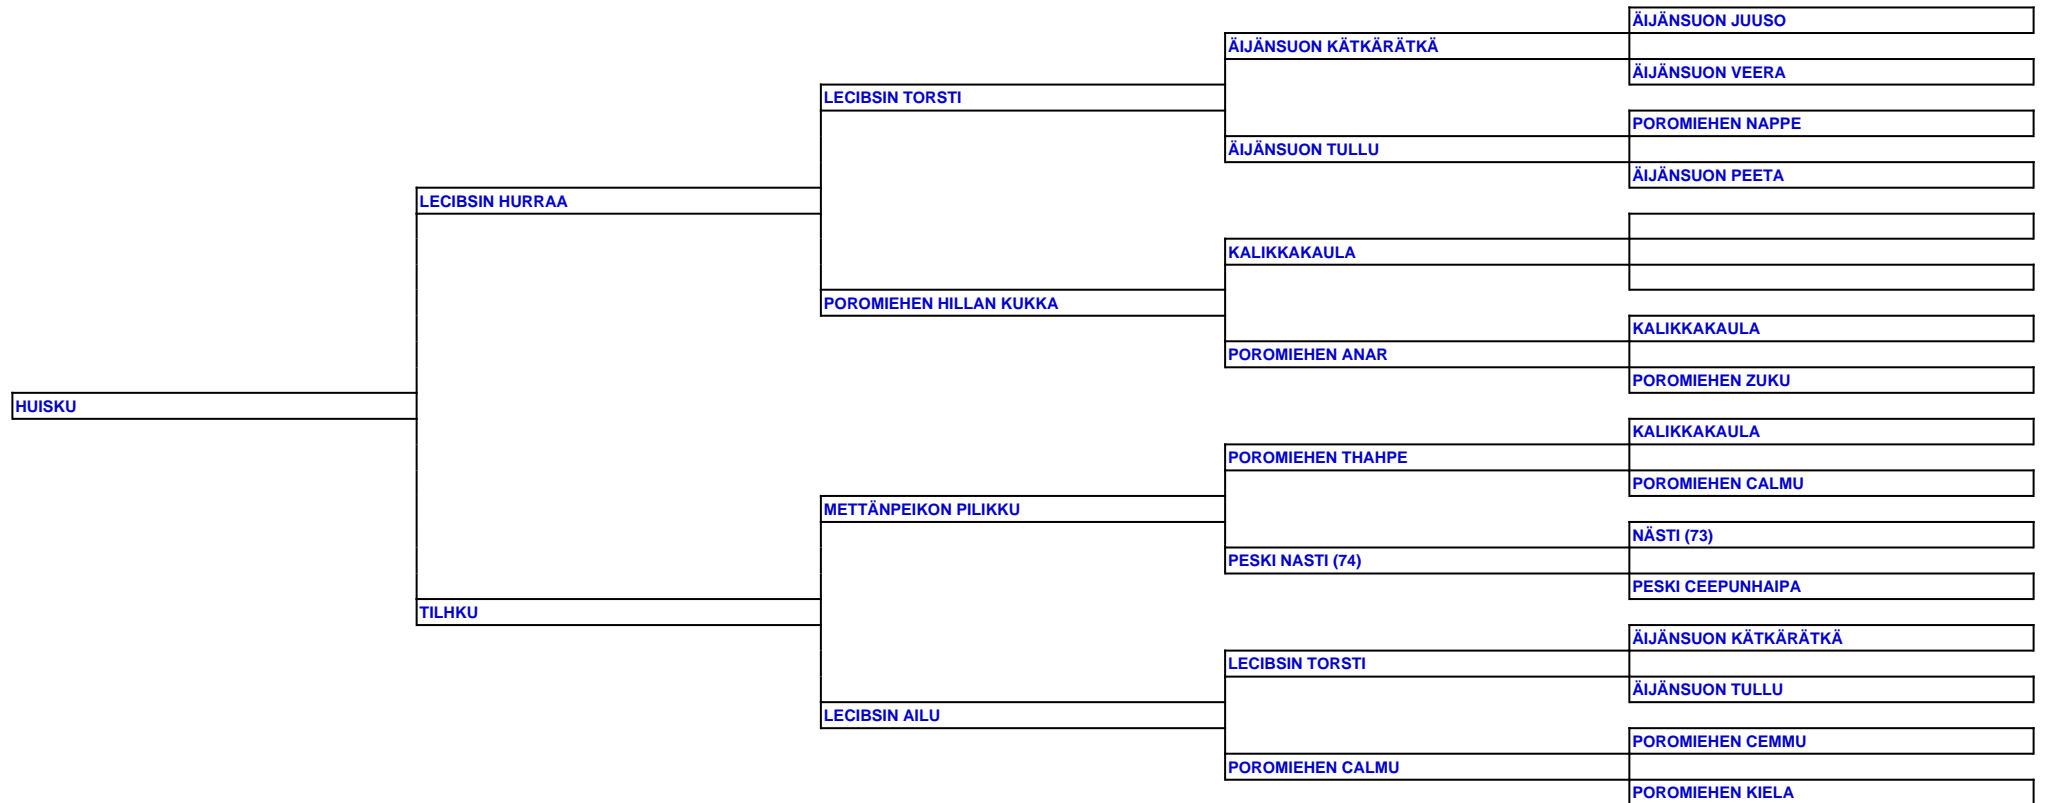 ÄIJÄNSUON JUUSO
ÄIJÄNSUON KÄTKÄRÄTKÄ
ÄIJÄNSUON VEERA
LECIBSIN TORSTI
POROMIEHEN NAPPE
ÄIJÄNSUON TULLU
ÄIJÄNSUON PEETA
LECIBSIN HURRAA
KALIKKAKAULA
POROMIEHEN HILLAN KUKKA
KALIKKAKAULA
POROMIEHEN ANAR
POROMIEHEN ZUKU
HUISKU
KALIKKAKAULA
POROMIEHEN THAHPE
POROMIEHEN CALMU
METTÄNPEIKON PILIKKU
NÄSTI (73)
PESKI NASTI (74)
PESKI CEEPUNHAIPA
TILHKU
ÄIJÄNSUON KÄTKÄRÄTKÄ
LECIBSIN TORSTI
ÄIJÄNSUON TULLU
LECIBSIN AILU
POROMIEHEN CEMMU
POROMIEHEN CALMU
POROMIEHEN KIELA